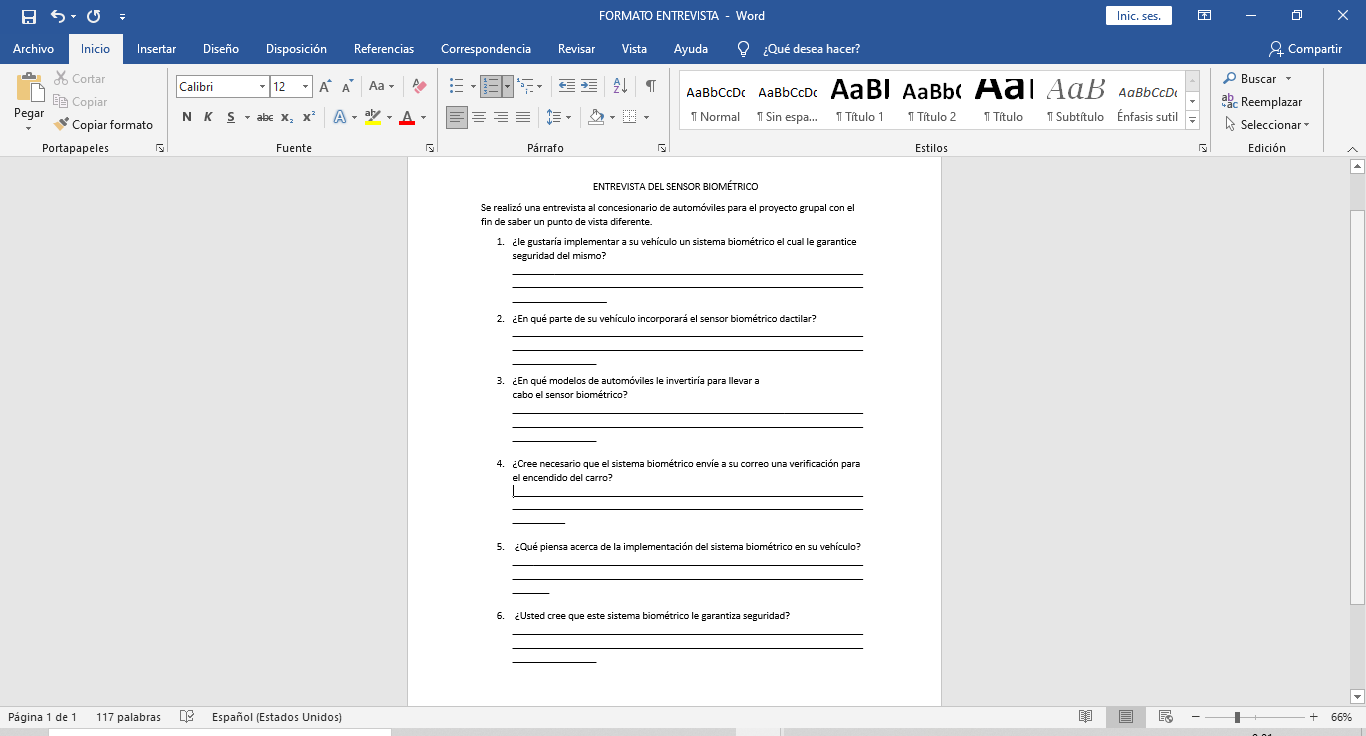 FORMATO ENTREVISTA - Word
Inic. ses.
Archivo Inicio Insertar Diseño Disposición Referencias Correspondencia Revisar Vista Ayuda ¿Qué desea hacer? Compartir
Pegar
Cortar
Copiar
Copiar formato
Portapapeles
Calibri 12
N K S abc x₂ x²
Fuente
Párrafo
AaBbCcDc AaBbCcDc AaBl AaBb( AaI AaB AaBbCcDc
¶ Normal ¶ Sin espa... ¶ Título 1 ¶ Título 2 ¶ Título ¶ Subtítulo Énfasis sutil
Estilos
Buscar
Reemplazar
Seleccionar
Edición
ENTREVISTA DEL SENSOR BIOMÉTRICO
Se realizó una entrevista al concesionario de automóviles para el proyecto grupal con el
fin de saber un punto de vista diferente.
1. ¿le gustaría implementar a su vehículo un sistema biométrico el cual le garantice
seguridad del mismo?
2. ¿En qué parte de su vehículo incorporará el sensor biométrico dactilar?
3. ¿En qué modelos de automóviles le invertiría para llevar a
cabo el sensor biométrico?
4. ¿Cree necesario que el sistema biométrico envíe a su correo una verificación para
el encendido del carro?
5. ¿Qué piensa acerca de la implementación del sistema biométrico en su vehículo?
6. ¿Usted cree que este sistema biométrico le garantiza seguridad?
Página 1 de 1 117 palabras Español (Estados Unidos) 66%